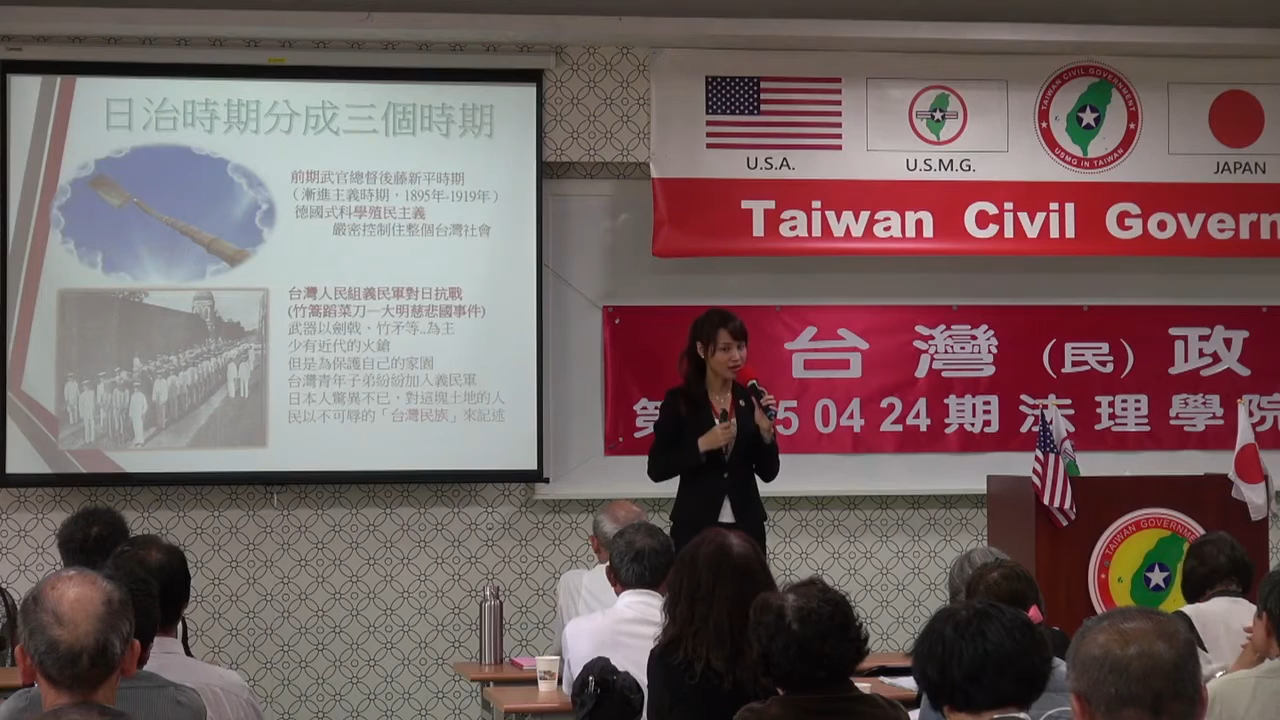 日治時期分成三個時期
前期武官總督後藤新平時期
(漸進主義時期，1895年-1919年)
德國式科學殖民主義
嚴密控制住整個台灣社會
台灣人民組義民軍對日抗戰
(竹篙蹈菜刀—大明慈悲國事件)
武器以劍戟、竹矛等..為主
少有近代的火鎗
但是為保護自己的家園
台灣青年子弟紛紛加入義民軍
日本人驚異不已，對這塊土地的人
民以不可辱的「台灣民族」來記述
U.S.A.
U.S.M.G.
TAIWAN CIVIL GOVERNMENT
USMG IN TAIWAN
JAPAN
Taiwan Civil Govern
台灣(民)政
第 5 04 24 期法理學院
TAIWAN GOVERNMENT